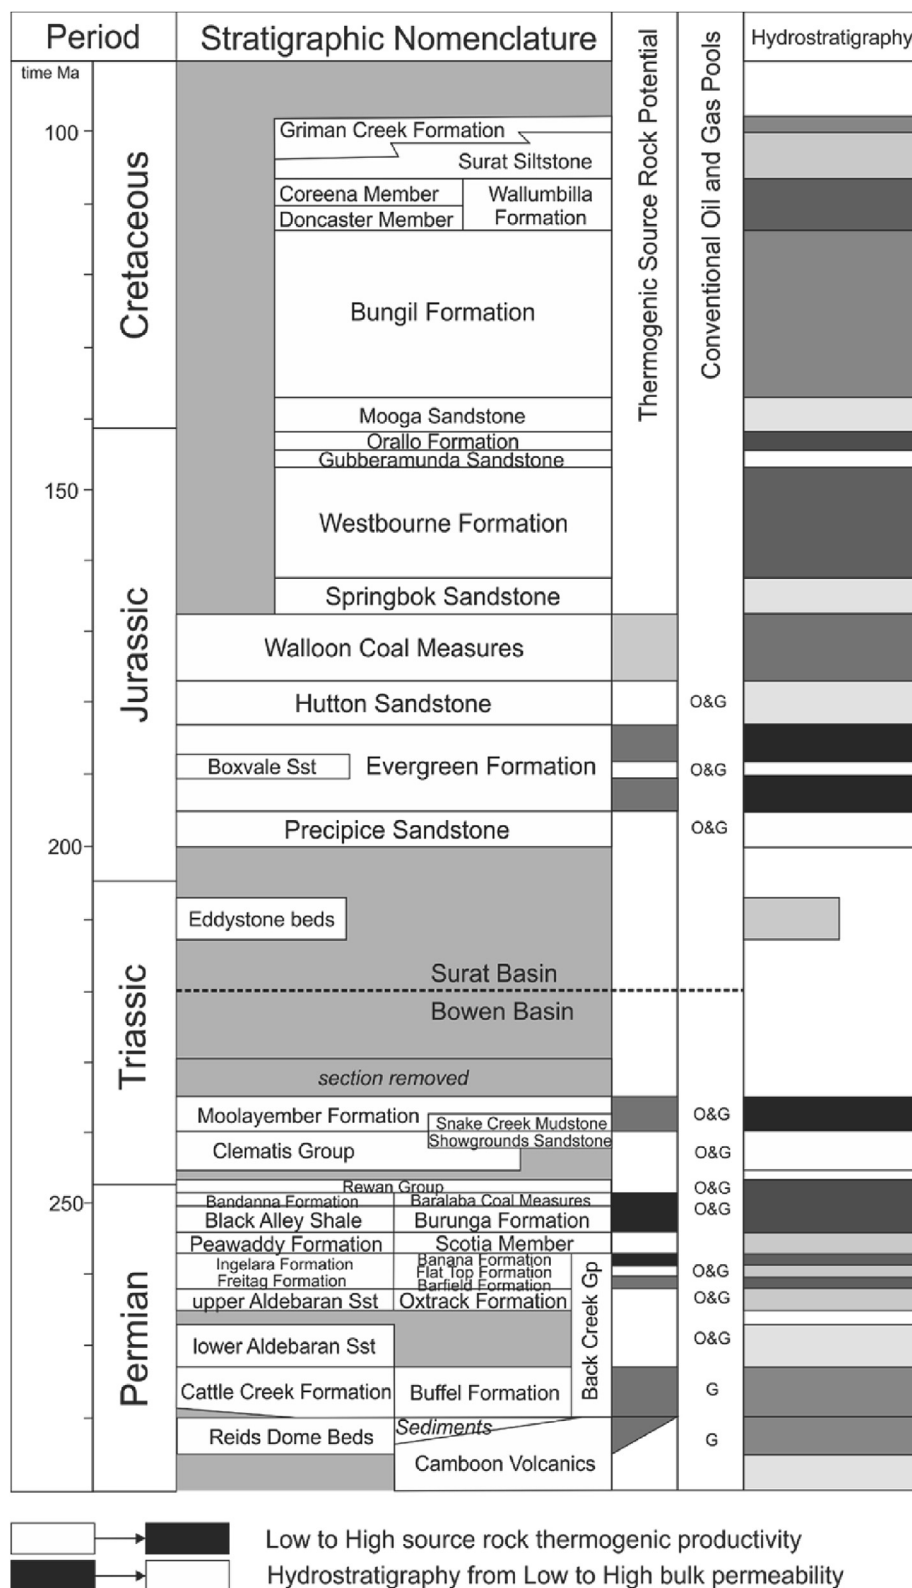 Period
Stratigraphic Nomenclature
Thermogenic Source Rock Potential
Conventional Oil and Gas Pools
Hydrostratigraphy
time Ma
100
150
200
250
Cretaceous
Jurassic
Triassic
Permian
Griman Creek Formation
Surat Siltstone
Coreena Member
Wallumbilla
Formation
Doncaster Member
Bungil Formation
Mooga Sandstone
Orallo Formation
Gubberamunda Sandstone
Westbourne Formation
Springbok Sandstone
Walloon Coal Measures
Hutton Sandstone
O&G
Boxvale Sst
Evergreen Formation
O&G
Precipice Sandstone
O&G
Eddystone beds
Surat Basin
Bowen Basin
section removed
Moolayember Formation
O&G
Snake Creek Mudstone
Showgrounds Sandstone
Clematis Group
O&G
Rewan Group
O&G
Bandanna Formation
Baralaba Coal Measures
O&G
Black Alley Shale
Burunga Formation
Peawaddy Formation
Scotia Member
Ingelara Formation
Banana Formation
Flat Top Formation
O&G
Freitag Formation
Barfield Formation
upper Aldebaran Sst
Oxtrack Formation
O&G
Back Creek Gp
lower Aldebaran Sst
O&G
Cattle Creek Formation
Buffel Formation
G
Sediments
Reids Dome Beds
G
Camboon Volcanics
Low to High source rock thermogenic productivity
Hydrostratigraphy from Low to High bulk permeability